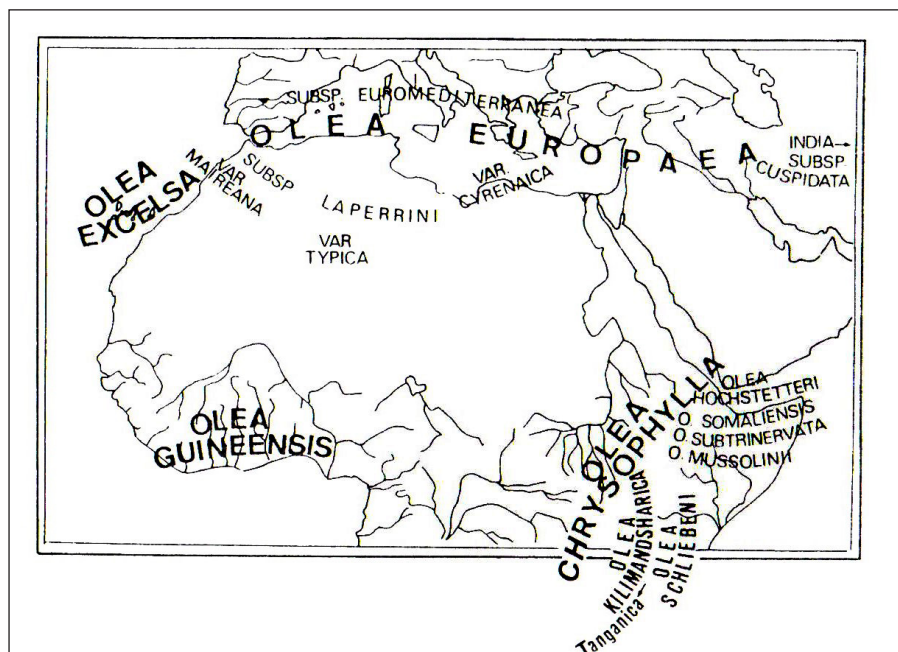 SUBSP. EUROMEDITERRANEA
OLEA EUROPAEA
INDIA→
SUBSP.
CUSPIDATA
OLEA
EXCELSA
SUBSP
VAR
MAIREANA
LAPERRINI
VAR
TYPICA
VAR.
CYRENAICA
OLEA
GUINEENSIS
OLEA
CHRYSOPHYLLA
OLEA
HOCHSTETTERI
O. SOMALIENSIS
O. SUBTRINERVATA
O. MUSSOLINII
OLEA
KILIMANDSHARICA
OLEA
SCHLIEBENI
Tanganica